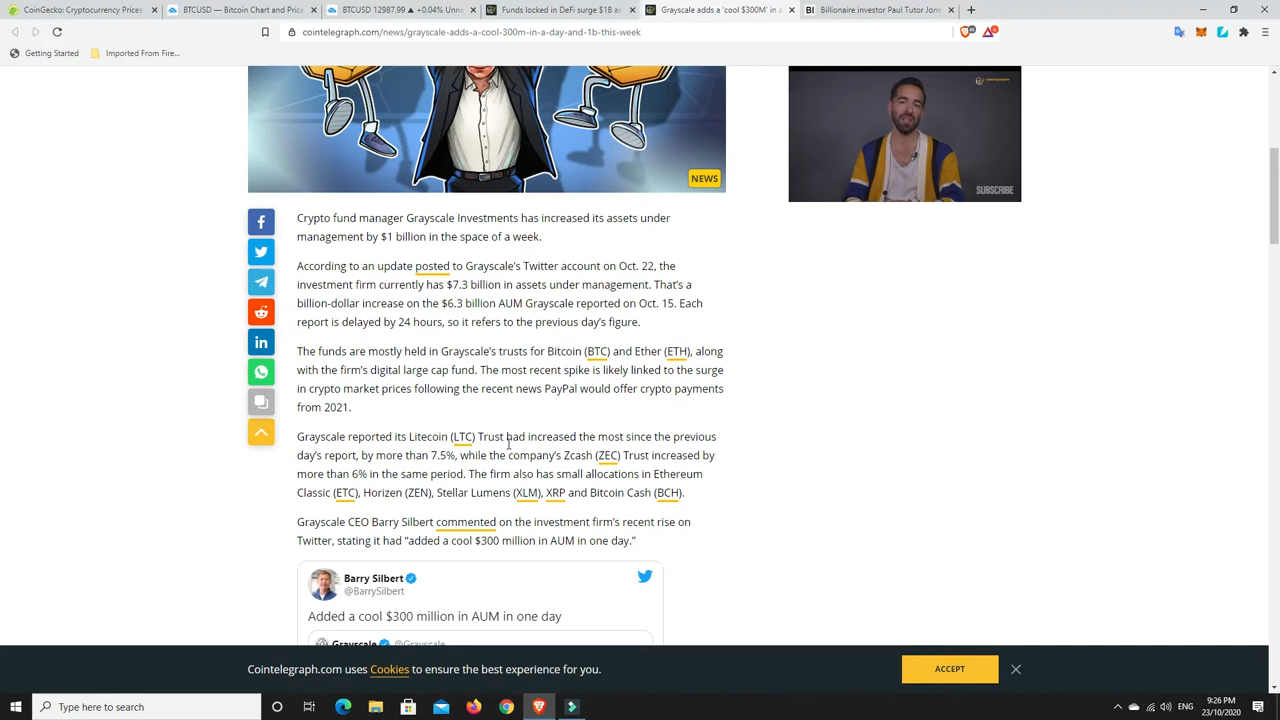 CoinGecko: Cryptocurrency Prices
BTCUSD — Bitcoin Chart and Price
BTCUSD 12987.99 ▲ +0.04% Unna
Funds locked in DeFi surge $1B as
Grayscale adds a 'cool $300M' in a
BI Billionaire investor Paul Tutor Jone
cointelegraph.com/news/grayscale-adds-a-cool-300m-in-a-day-and-1b-this-week
Getting Started
Imported From Fire...
NEWS
SUBSCRIBE
Crypto fund manager Grayscale Investments has increased its assets under
management by $1 billion in the space of a week.
According to an update posted to Grayscale's Twitter account on Oct. 22, the
investment firm currently has $7.3 billion in assets under management. That's a
billion-dollar increase on the $6.3 billion AUM Grayscale reported on Oct. 15. Each
report is delayed by 24 hours, so it refers to the previous day's figure.
The funds are mostly held in Grayscale's trusts for Bitcoin (BTC) and Ether (ETH), along
with the firm's digital large cap fund. The most recent spike is likely linked to the surge
in crypto market prices following the recent news PayPal would offer crypto payments
from 2021.
Grayscale reported its Litecoin (LTC) Trust had increased the most since the previous
day's report, by more than 7.5%, while the company's Zcash (ZEC) Trust increased by
more than 6% in the same period. The firm also has small allocations in Ethereum
Classic (ETC), Horizen (ZEN), Stellar Lumens (XLM), XRP and Bitcoin Cash (BCH).
Grayscale CEO Barry Silbert commented on the investment firm's recent rise on
Twitter, stating it had "added a cool $300 million in AUM in one day."
Barry Silbert
@BarrySilbert
Added a cool $300 million in AUM in one day
Grayscale @Grayscale
Cointelegraph.com uses Cookies to ensure the best experience for you.
ACCEPT
Type here to search
ENG
9:26 PM
23/10/2020